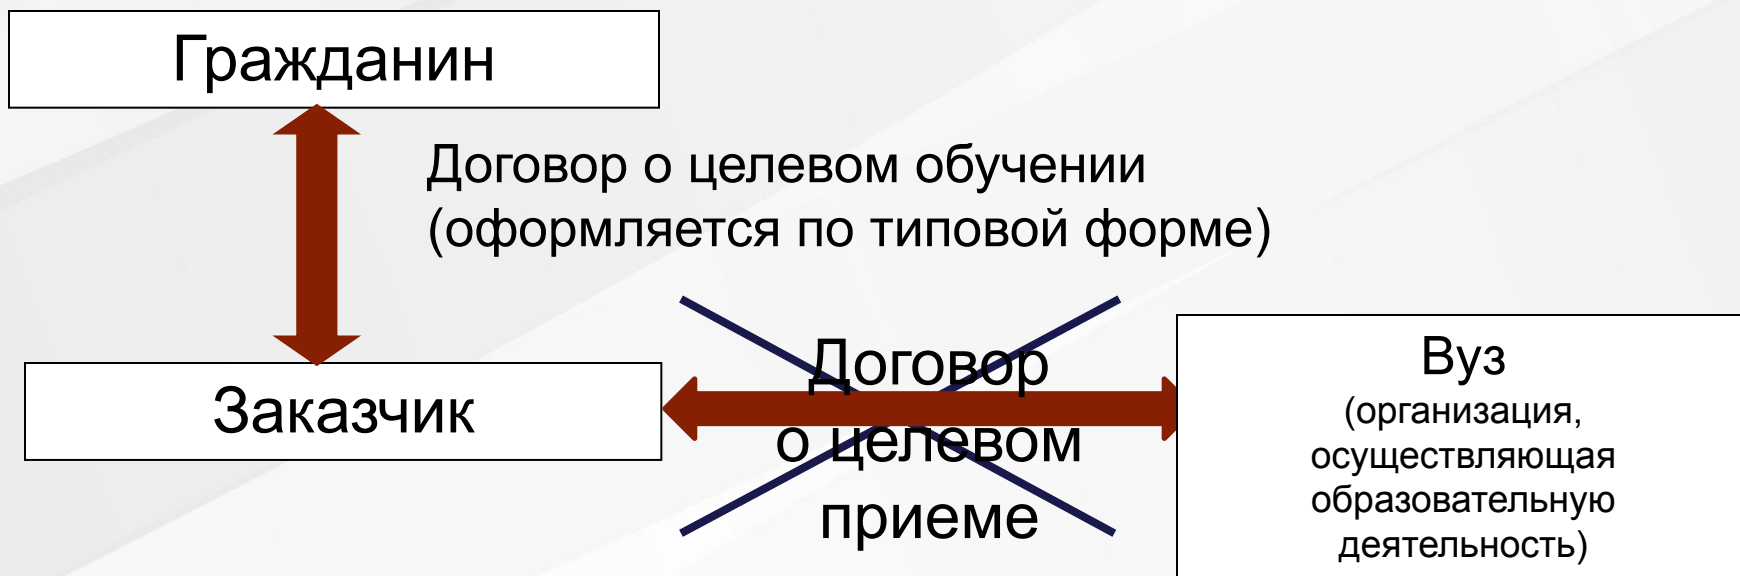 Гражданин
Договор о целевом обучении
(оформляется по типовой форме)
Заказчик
Договор
о целевом
приеме
Вуз
(организация,
осуществляющая
образовательную
деятельность)